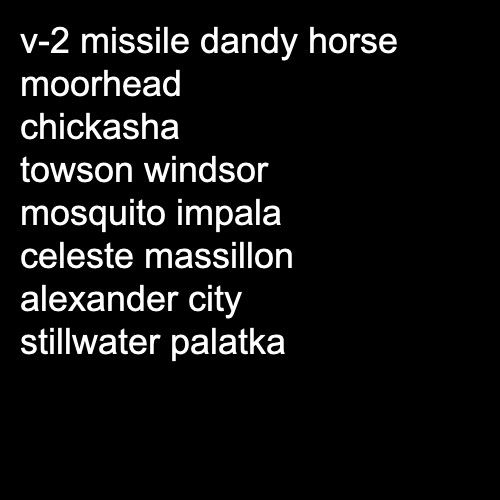 v-2 missile dandy horse
moorhead
chickasha
towson windsor
mosquito impala
celeste massillon
alexander city
stillwater palatka